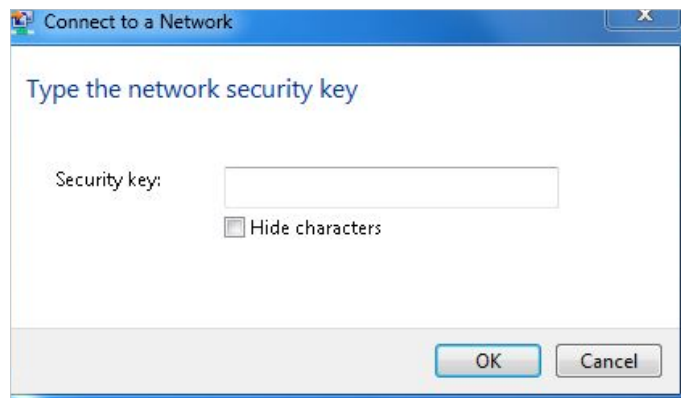 Connect to a Network
Type the network security key
Security key:
Hide characters
OK
Cancel